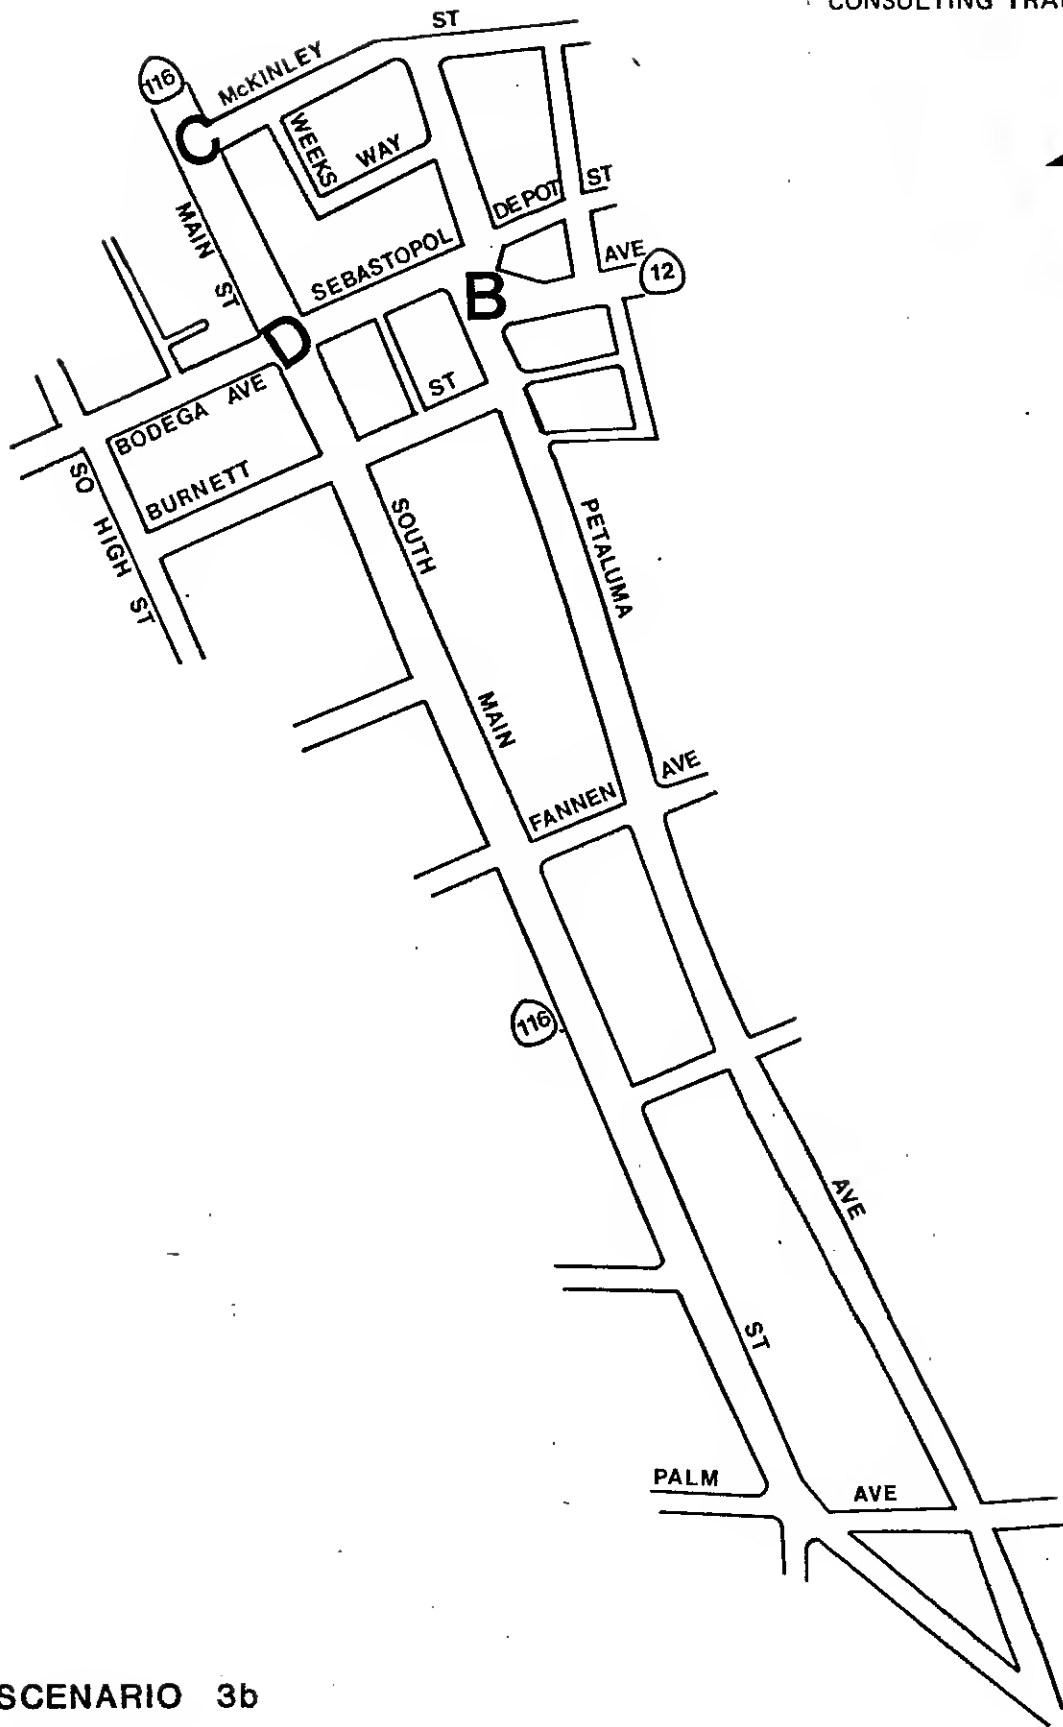 CONSULTING
ST
McKINLEY
116
C
WEEKS
WAY
MAIN
ST
DEPOT
ST
SEBASTOPOL
AVE
12
B
D
BODEGA AVE
ST
BURNETT
SO HIGH ST
SOUTH
PETALUMA
MAIN
FANNEN
AVE
116
AVE
ST
PALM
AVE
SCENARIO 3b